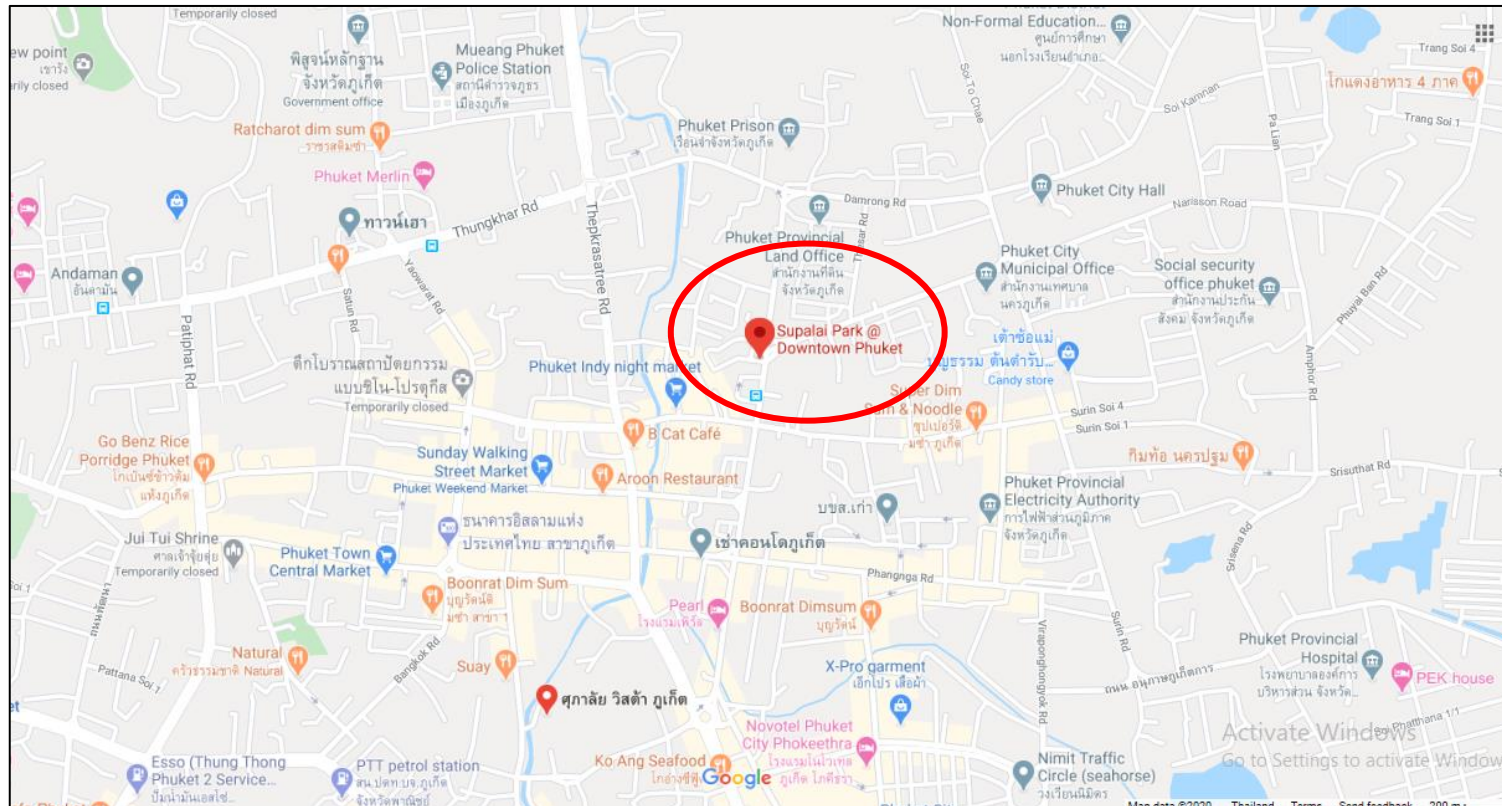 Temporarily closed
Non-Formal Education...
ศูนย์การศึกษา
นอกโรงเรียนอำเภอ...
Trang Soi 4
โกแดงอาหาร 4 ภาค
ew point
เขารัง
rily closed
พิสูจน์หลักฐาน
จังหวัดภูเก็ต
Government office
Mueang Phuket
Police Station
สถานีตำรวจภูธร
เมืองภูเก็ต
Soi To Chae
Soi Kamnan
Pa Lian
Trang Soi 1
Ratcharot dim sum
Phuket Prison
เรือนจำจังหวัดภูเก็ต
Phuket Merlin
Phuket City Hall
Damrong Rd
Narisson Road
ทาวน์เฮา
Thungkhar Rd
Thepkrasatree Rd
Phuket Provincial
Land Office
สำนักงานที่ดิน
จังหวัดภูเก็ต
Phuket City
Municipal Office
สำนักงานเทศบาล
นครภูเก็ต
Social security
office phuket
สำนักงานประกัน
สังคม จังหวัดภูเก็ต
Phuyai Ban Rd
Andaman
อันดามัน
Yaowarat Rd
Satun Rd
Patiphat Rd
Supalai Park @
Downtown Phuket
เต้าซ้อแม่
บุญธรรม ต้นตำรับ...
Candy store
Amphor Rd
ตึกโบราณสถาปัตยกรรม
แบบชิโน-โปรตุกีส
Temporarily closed
Phuket Indy night market
Super Dim
Sum & Noodle
ซุปเปอร์ติ่
มซำ ภูเก็ต
Surin Soi 4
Surin Soi 1
B Cat Café
Go Benz Rice
Porridge Phuket
โกเบ๊นซ์ข้าวต้ม
แห้งภูเก็ต
Sunday Walking
Street Market
Phuket Weekend Market
Aroon Restaurant
กิมท้อ นครปฐม
Srisuthat Rd
Phuket Provincial
Electricity Authority
การไฟฟ้าส่วนภูมิภาค
จังหวัดภูเก็ต
บขส.เก่า
ธนาคารอิสลามแห่ง
ประเทศไทย สาขาภูเก็ต
เช่าคอนโดภูเก็ต
Jui Tui Shrine
ศาลเจ้าจุ้ยตุ่ย
Temporarily closed
Phuket Town
Central Market
Phangnga Rd
Srisena Rd
Soi 1
Boonrat Dim Sum
บุญรัตน์ติ่
มซำ สาขา 1
Pearl
โรงแรมเพิร์ล
Boonrat Dimsum
บุญรัตน์
Surin Rd
Viraponghongyok Rd
Natural
ครัวธรรมชาติ Natural
Bangkok Rd
Suay
X-Pro garment
เอ็กโปร เสื้อผ้า
Phuket Provincial
Hospital
โรงพยาบาลองค์การ
บริหารส่วน จังหวัด...
PEK house
Pattana Soi 1
ศุภาลัย วิสต้า ภูเก็ต
Novotel Phuket
City Phokeethra
โรงแรมโนโวเทล
ภูเก็ต โภคีธรา
Phatthana 1/1
Activate Windows
Go to Settings to activate Window
Esso (Thung Thong
Phuket 2 Service...
PTT petrol station
จังหวัดพาณิชย์
Ko Ang Seafood
Google
Nimit Traffic
Circle (seahorse)
วงเวียนนิมิตร
Map data ©2020 Thailand Terms Send feedback 200 m